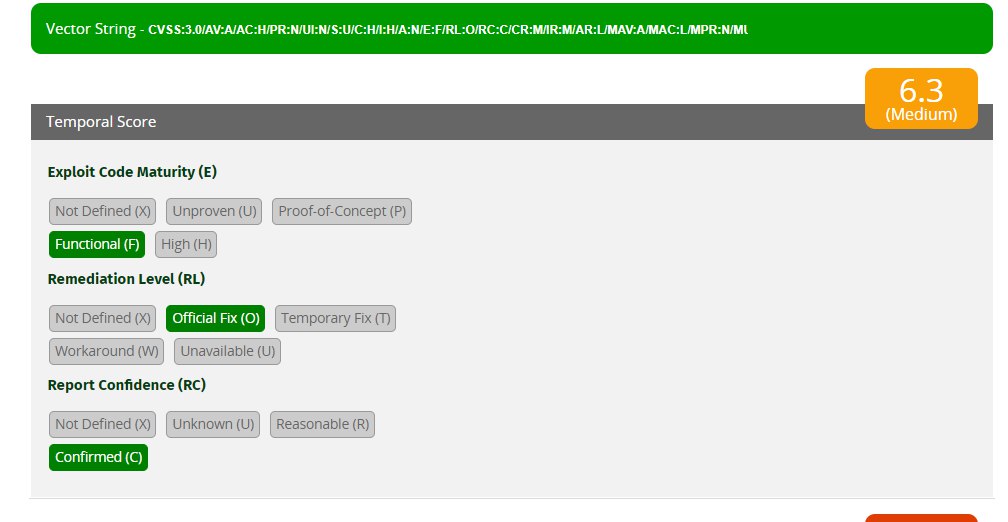 Vector String - CVSS:3.0/AV:A/AC:H/PR:N/UI:N/S:U/C:H/I:H/A:N/E:F/RL:O/RC:C/CR:M/IR:M/AR:L/MAV:A/MAC:L/MPR:N/MU
6.3
(Medium)
Temporal Score
Exploit Code Maturity (E)
Not Defined (X) Unproven (U) Proof-of-Concept (P)
Functional (F) High (H)
Remediation Level (RL)
Not Defined (X) Official Fix (O) Temporary Fix (T)
Workaround (W) Unavailable (U)
Report Confidence (RC)
Not Defined (X) Unknown (U) Reasonable (R)
Confirmed (C)